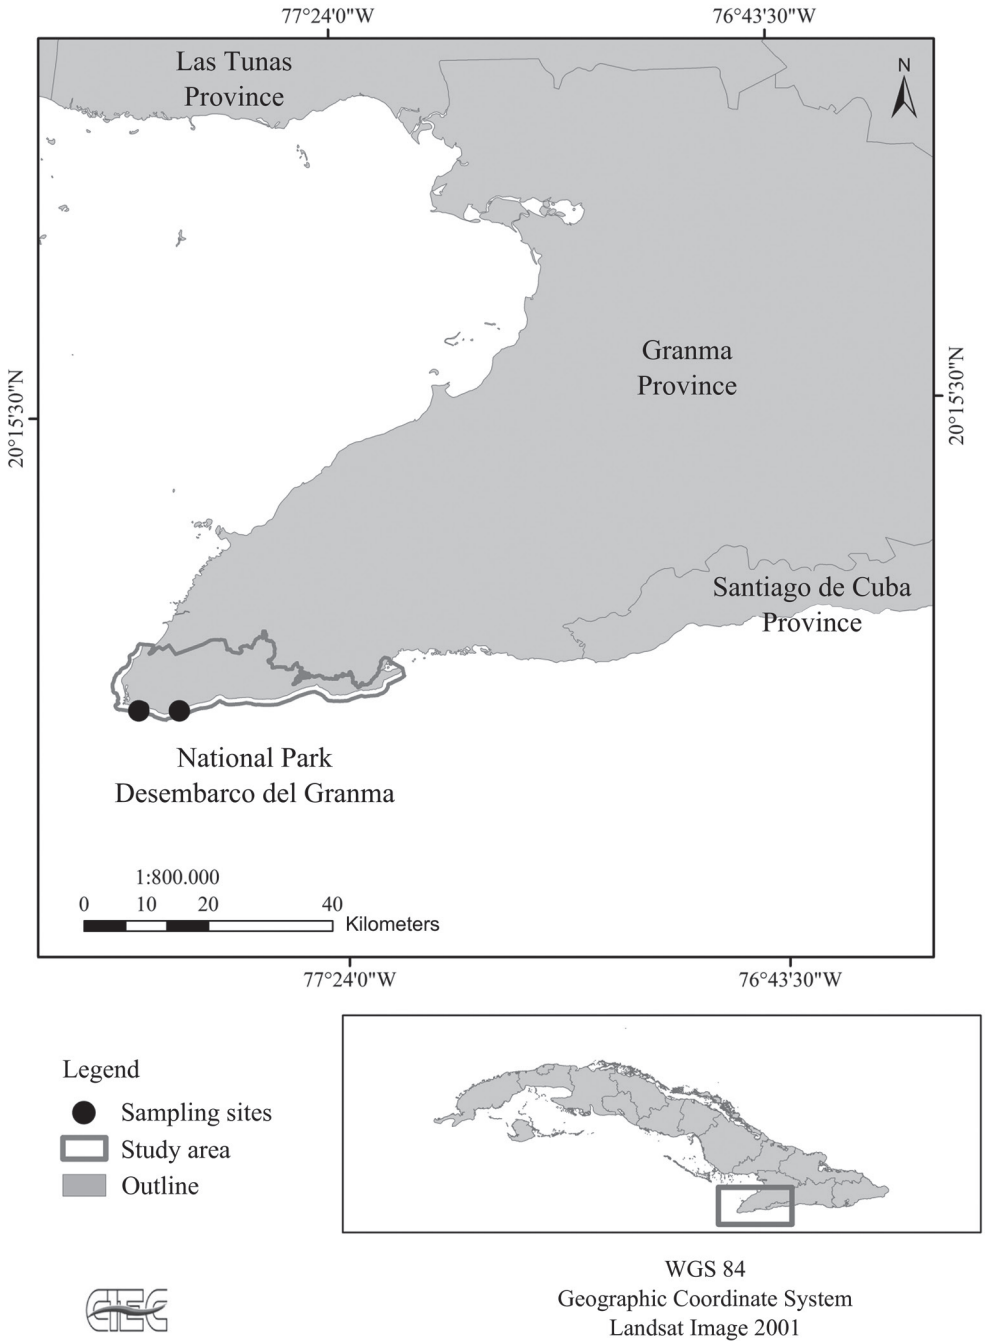 77°24'0"W
76°43'30"W
Las Tunas
Province
N
Granma
Province
20°15'30"N
20°15'30"N
Santiago de Cuba
Province
National Park
Desembarco del Granma
1:800.000
0 10 20 40
Kilometers
77°24'0"W
76°43'30"W
Legend
Sampling sites
Study area
Outline
CIEC
WGS 84
Geographic Coordinate System
Landsat Image 2001